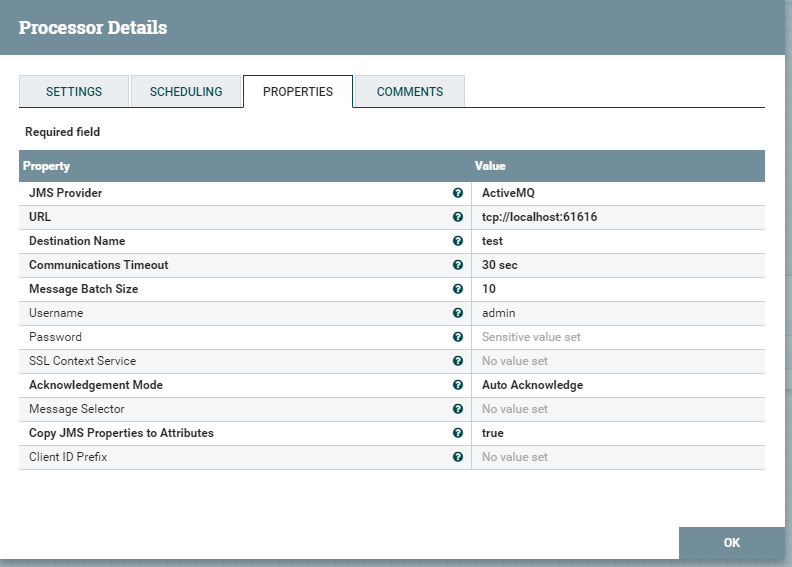 Processor Details
SETTINGS SCHEDULING PROPERTIES COMMENTS
Required field
Property Value
JMS Provider ? ActiveMQ
URL ? tcp://localhost:61616
Destination Name ? test
Communications Timeout ? 30 sec
Message Batch Size ? 10
Username ? admin
Password ? Sensitive value set
SSL Context Service ? No value set
Acknowledgement Mode ? Auto Acknowledge
Message Selector ? No value set
Copy JMS Properties to Attributes ? true
Client ID Prefix ? No value set
OK